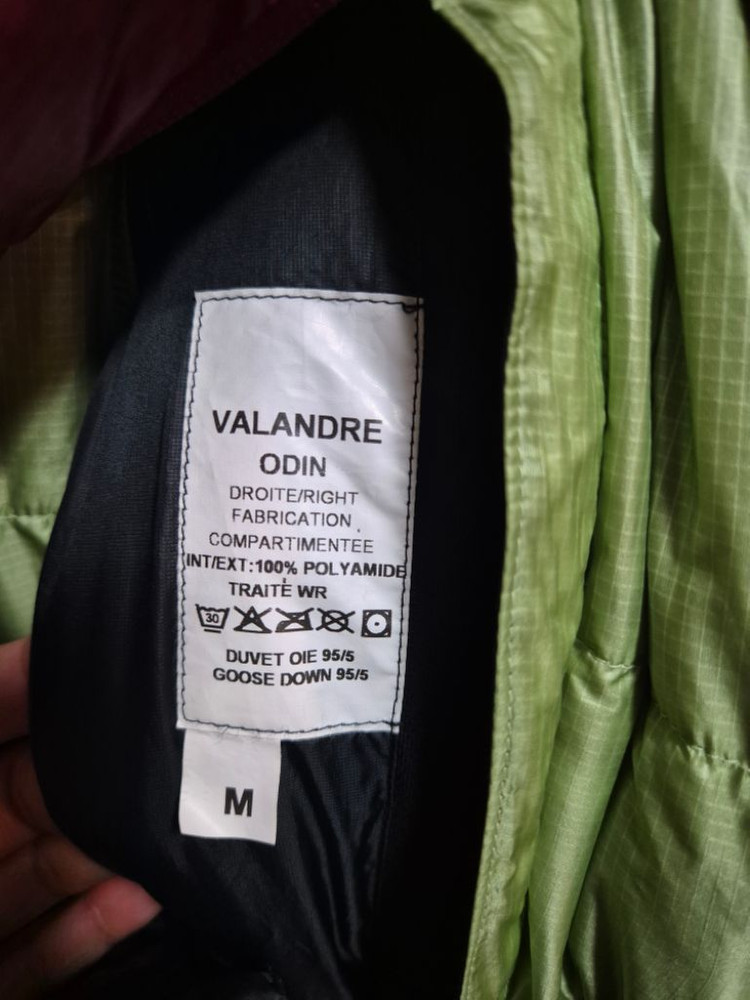 VALANDRE
ODIN
DROITE/RIGHT
FABRICATION
COMPARTIMENTEE
INT/EXT:100% POLYAMIDE
TRAITÉ WR
30
DUVET OIE 95/5
GOOSE DOWN 95/5
M